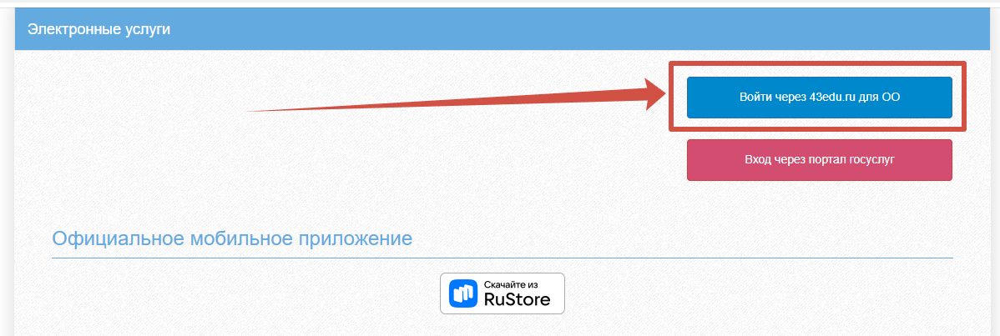 Электронные услуги
Войти через 43edu.ru для ОО
Вход через портал госуслуг
Официальное мобильное приложение
Скачайте из
RuStore